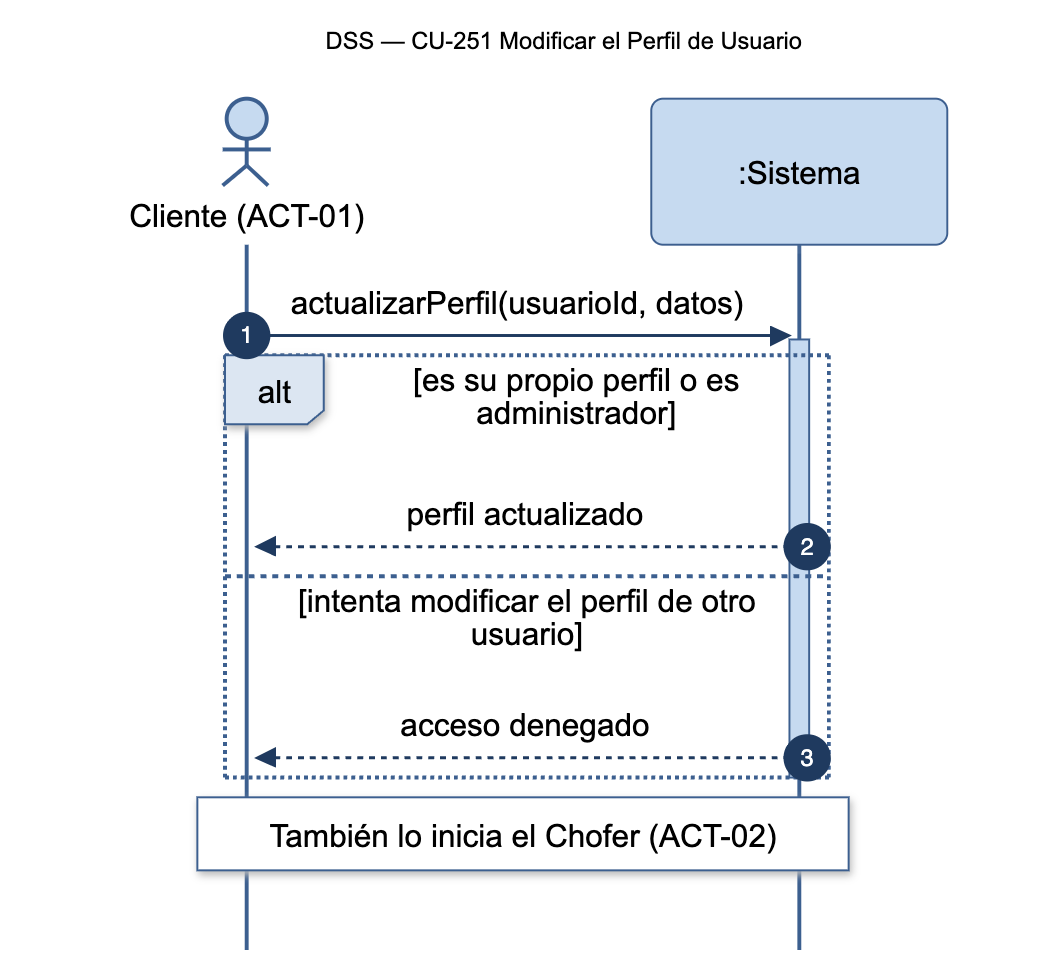 DSS — CU-251 Modificar el Perfil de Usuario
Cliente (ACT-01)
:Sistema
actualizarPerfil(usuarioId, datos)
1
alt
[es su propio perfil o es
administrador]
perfil actualizado
2
[intenta modificar el perfil de otro
usuario]
acceso denegado
3
También lo inicia el Chofer (ACT-02)